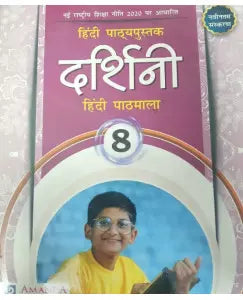 नई राष्ट्रीय शिक्षा नीति 2020 पर आधारित
नवीनतम
संस्करण
हिंदी पाठ्यपुस्तक
दर्शिनी
हिंदी पाठमाला
8